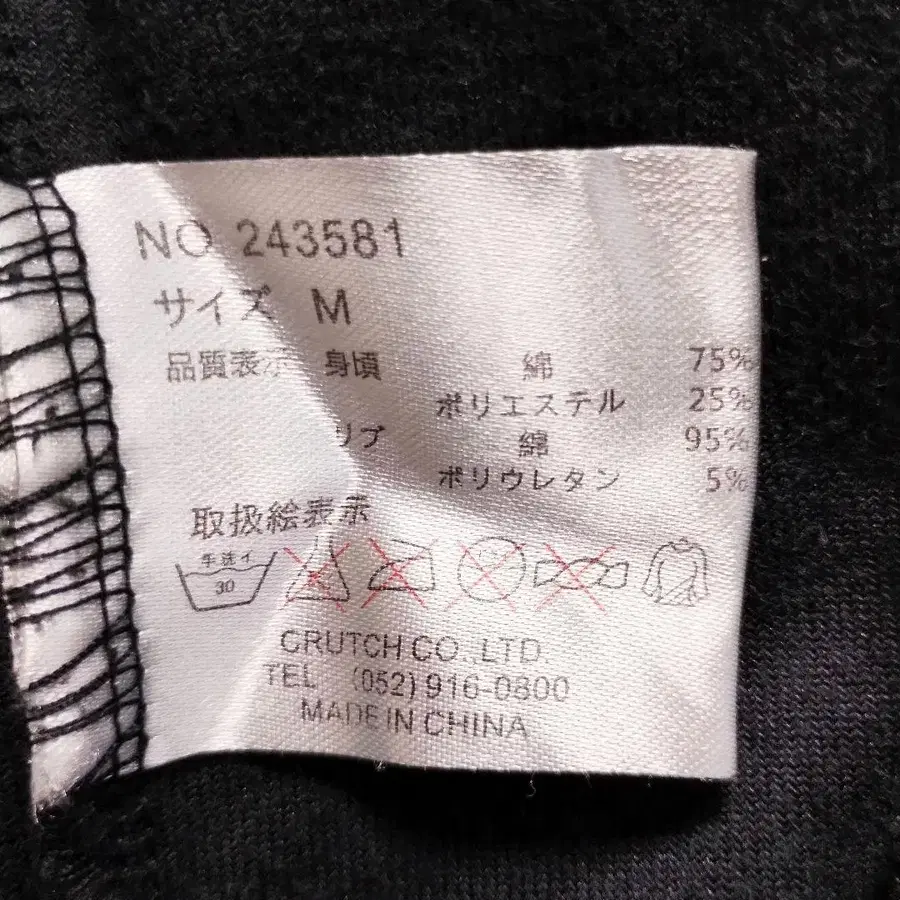 NO. 243581
サイズ M
品質表示 身頃 綿 75%
ポリエステル 25%
リブ 綿 95%
ポリウレタン 5%
取扱絵表示
手洗イ
30
CRUTCH CO.,LTD.
TEL (052) 916-0800
MADE IN CHINA